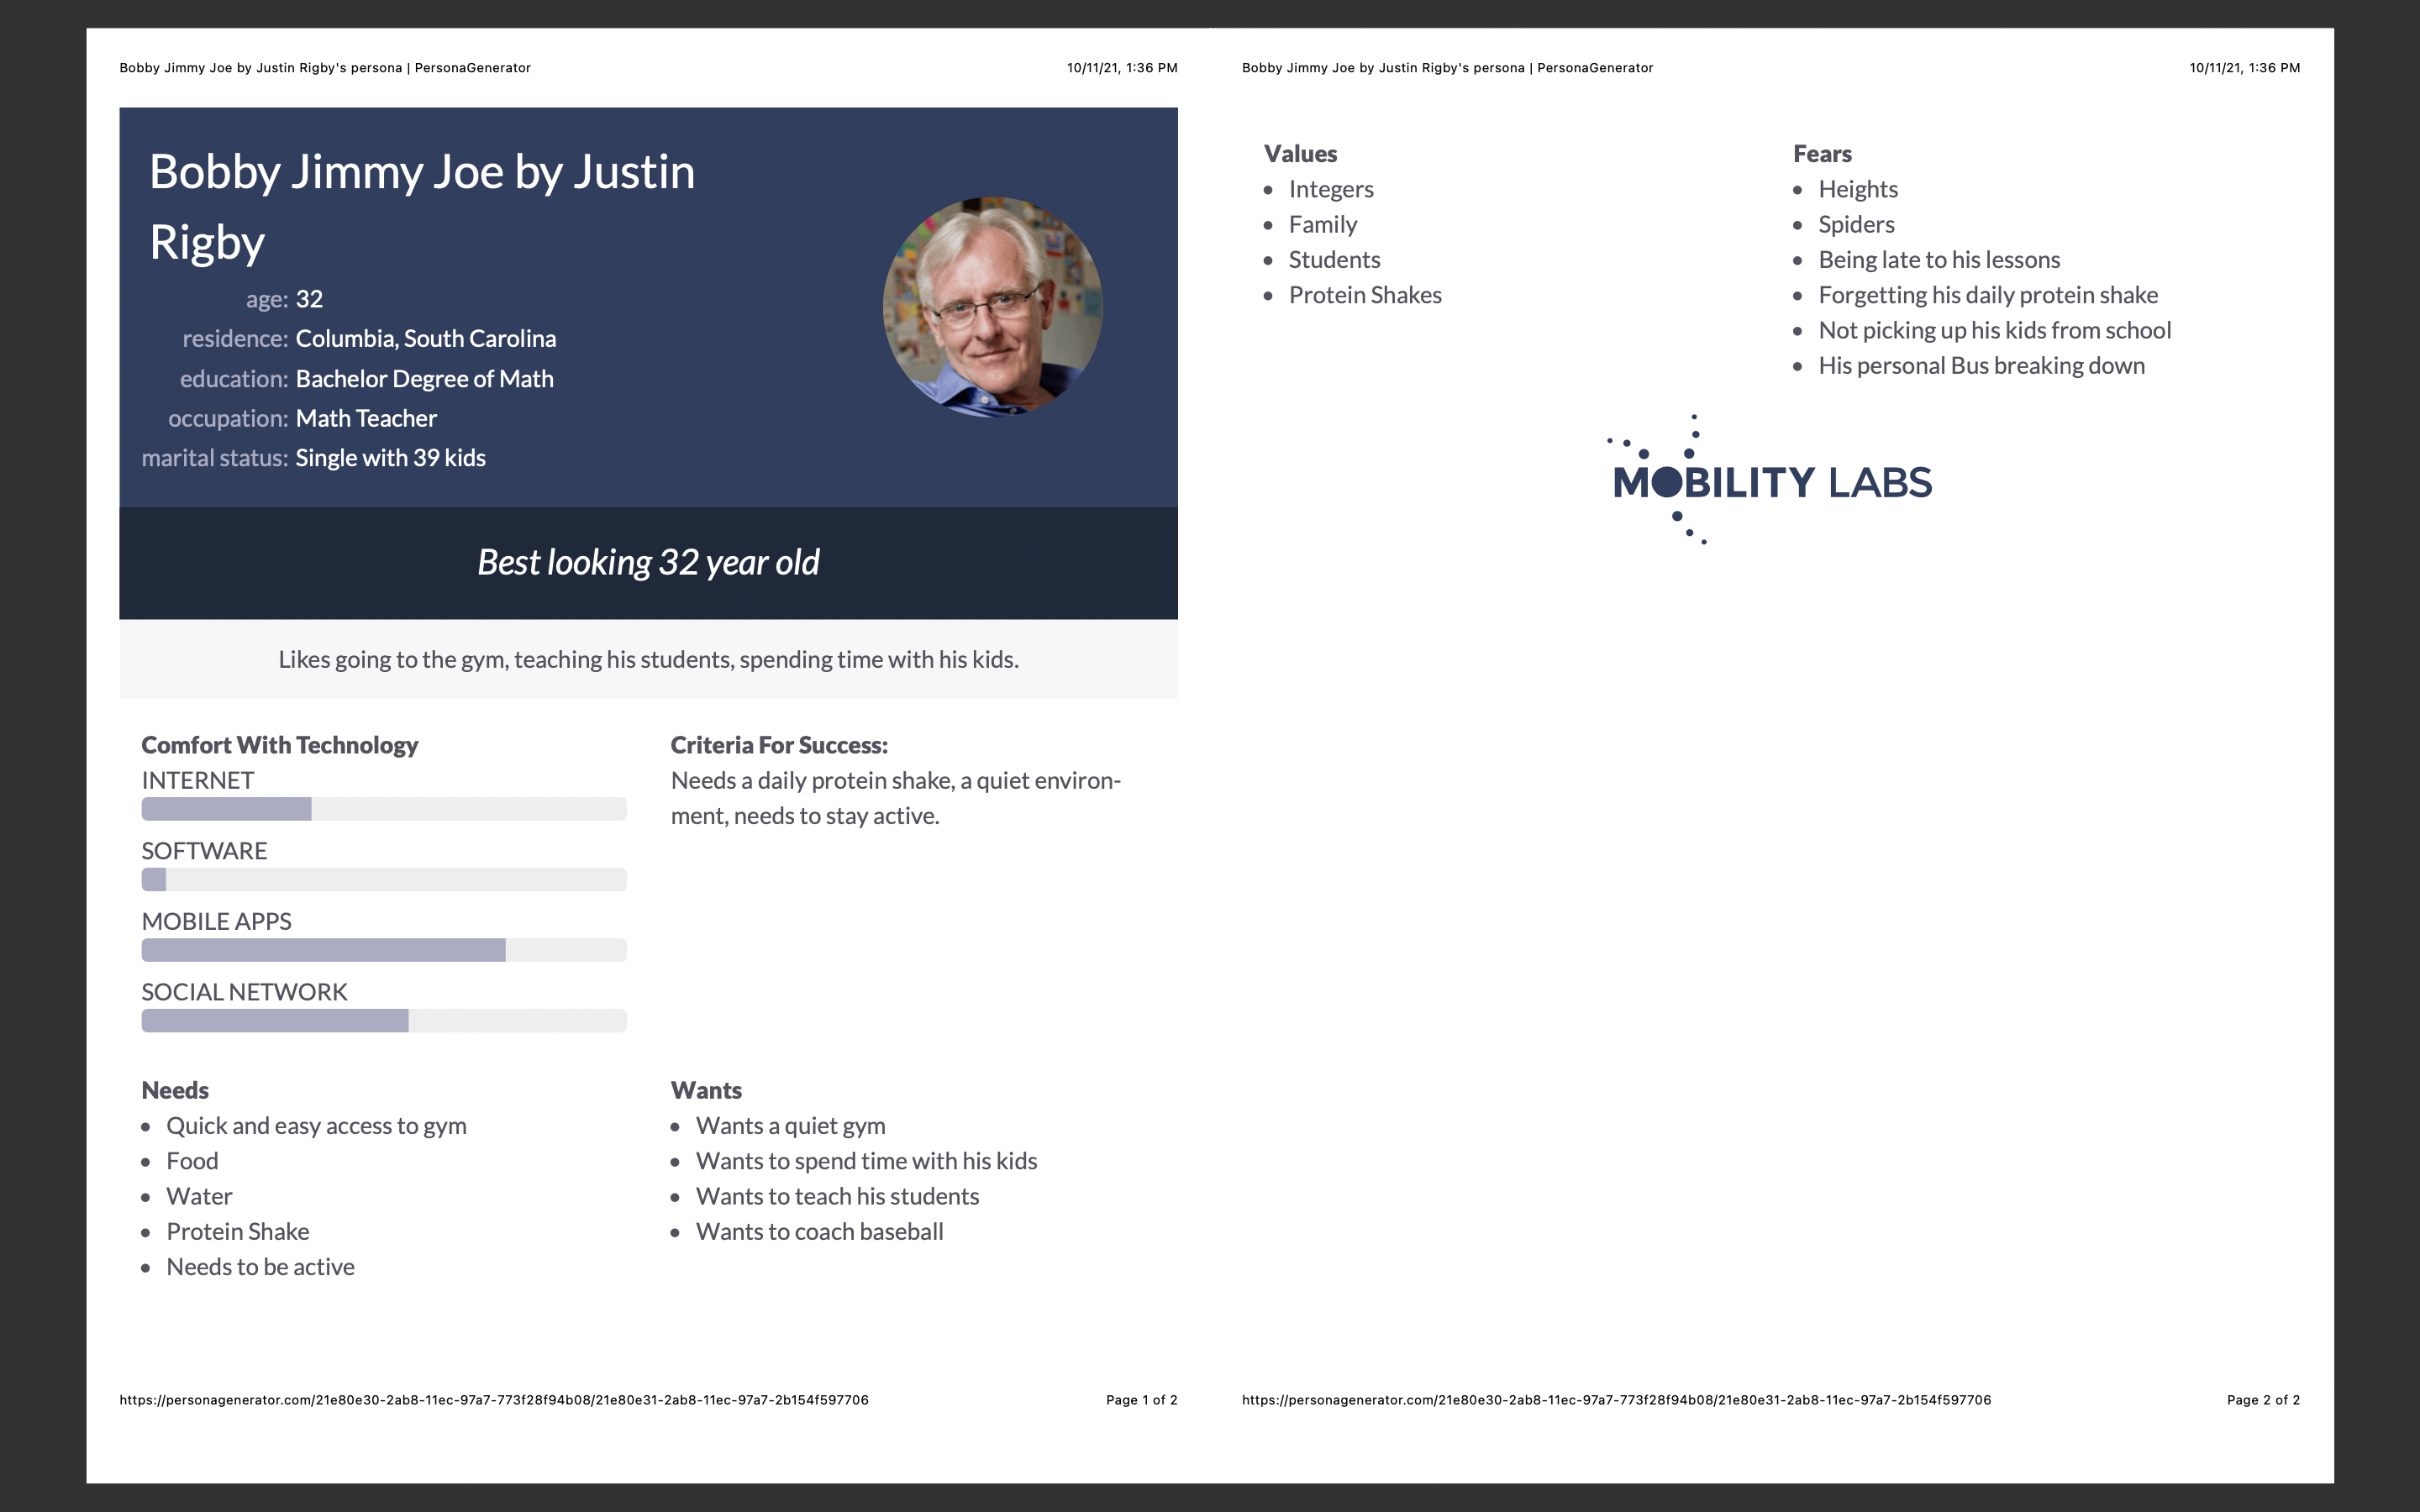 Bobby Jimmy Joe by Justin Rigby's persona | PersonaGenerator
10/11/21, 1:36 PM
Bobby Jimmy Joe by Justin
Rigby
age: 32
residence: Columbia, South Carolina
education: Bachelor Degree of Math
occupation: Math Teacher
marital status: Single with 39 kids
Best looking 32 year old
Likes going to the gym, teaching his students, spending time with his kids.
Comfort With Technology
INTERNET
SOFTWARE
MOBILE APPS
SOCIAL NETWORK
Criteria For Success:
Needs a daily protein shake, a quiet environ-
ment, needs to stay active.
Needs
• Quick and easy access to gym
• Food
• Water
• Protein Shake
• Needs to be active
Wants
• Wants a quiet gym
• Wants to spend time with his kids
• Wants to teach his students
• Wants to coach baseball
https://personagenerator.com/21e80e30-2ab8-11ec-97a7-773f28f94b08/21e80e31-2ab8-11ec-97a7-2b154f597706
Page 1 of 2
Bobby Jimmy Joe by Justin Rigby's persona | PersonaGenerator
10/11/21, 1:36 PM
Values
• Integers
• Family
• Students
• Protein Shakes
Fears
• Heights
• Spiders
• Being late to his lessons
• Forgetting his daily protein shake
• Not picking up his kids from school
• His personal Bus breaking down
MOBILITY LABS
https://personagenerator.com/21e80e30-2ab8-11ec-97a7-773f28f94b08/21e80e31-2ab8-11ec-97a7-2b154f597706
Page 2 of 2